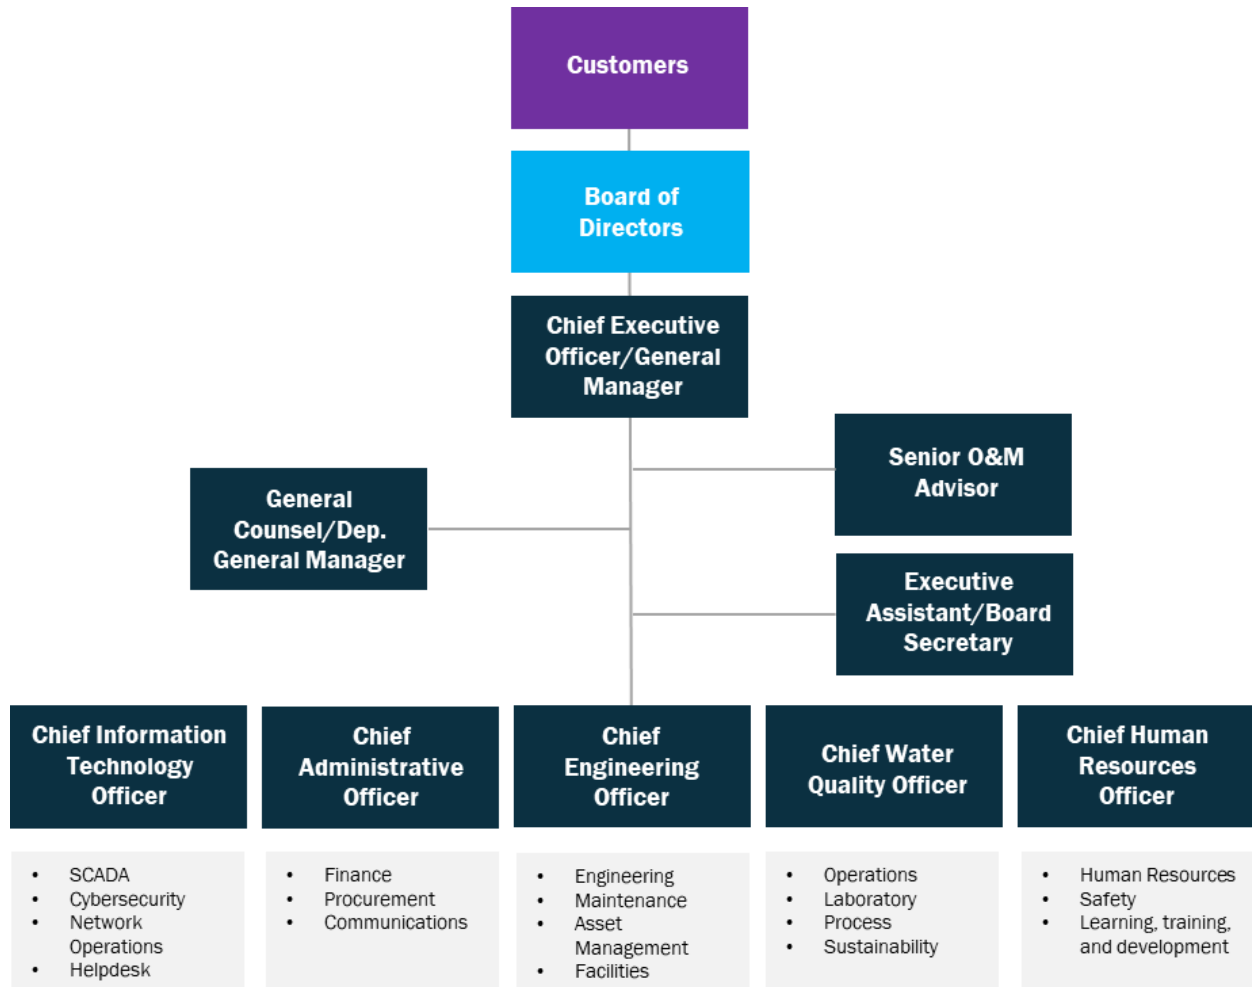 Customers
Board of
Directors
Chief Executive
Officer/General
Manager
Senior O&M
Advisor
General
Counsel/Dep.
General Manager
Executive
Assistant/Board
Secretary
Chief Information
Technology
Officer
Chief
Administrative
Officer
Chief
Engineering
Officer
Chief Water
Quality Officer
Chief Human
Resources
Officer
• SCADA
• Cybersecurity
• Network
Operations
• Helpdesk
• Finance
• Procurement
• Communications
• Engineering
• Maintenance
• Asset
Management
• Facilities
• Operations
• Laboratory
• Process
• Sustainability
• Human Resources
• Safety
• Learning, training,
and development